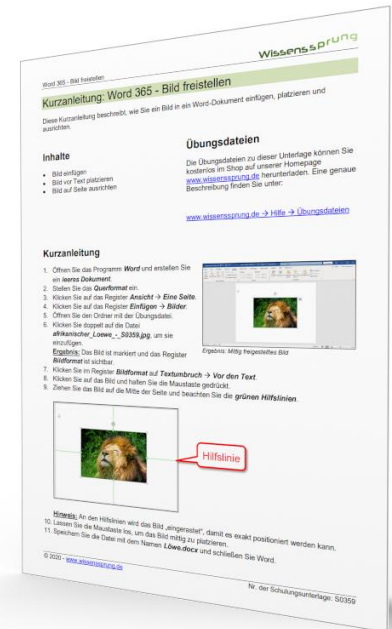 Wissenssprung
Word 365 - Bild freistellen
Kurzanleitung: Word 365 - Bild freistellen
Diese Kurzanleitung beschreibt, wie Sie ein Bild in ein Word-Dokument einfügen, platzieren und
ausrichten.
Inhalte
• Bild einfügen
• Bild vor Text platzieren
• Bild auf Seite ausrichten
Übungsdateien
Die Übungsdateien zu dieser Unterlage können Sie
kostenlos im Shop auf unserer Homepage
www.wissenssprung.de herunterladen. Eine genaue
Beschreibung finden Sie unter:
www.wissenssprung.de → Hilfe → Übungsdateien
Kurzanleitung
1. Öffnen Sie das Programm Word und erstellen Sie
ein leeres Dokument.
2. Stellen Sie das Querformat ein.
3. Klicken Sie auf das Register Ansicht → Eine Seite.
4. Klicken Sie auf das Register Einfügen → Bilder.
5. Öffnen Sie den Ordner mit der Übungsdatei.
6. Klicken Sie doppelt auf die Datei
afrikanischer_Loewe_-_S0359.jpg, um sie
einzufügen.
Ergebnis: Das Bild ist markiert und das Register
Bildformat ist sichtbar.
Ergebnis: Mittig freigestelltes Bild
7. Klicken Sie im Register Bildformat auf Textumbruch → Vor den Text.
8. Klicken Sie auf das Bild und halten Sie die Maustaste gedrückt.
9. Ziehen Sie das Bild auf die Mitte der Seite und beachten Sie die grünen Hilfslinien.
Hilfslinie
Hinweis: An den Hilfslinien wird das Bild „eingerastet", damit es exakt positioniert werden kann.
10. Lassen Sie die Maustaste los, um das Bild mittig zu platzieren.
11. Speichern Sie die Datei mit dem Namen Löwe.docx und schließen Sie Word.
© 2020 - www.wissenssprung.de
Nr. der Schulungsunterlage: S0359